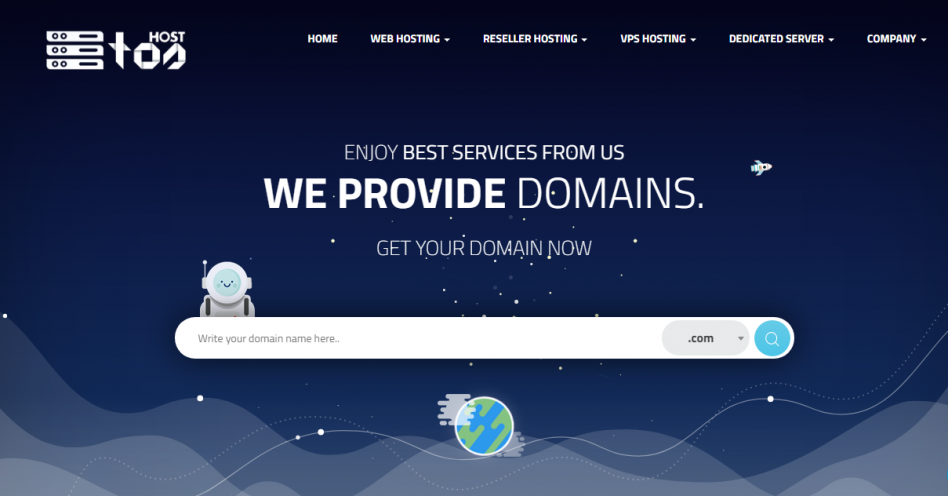 HOST
tos
HOME
WEB HOSTING
RESELLER HOSTING
VPS HOSTING
DEDICATED SERVER
COMPANY
ENJOY BEST SERVICES FROM US
WE PROVIDE DOMAINS.
GET YOUR DOMAIN NOW
Write your domain name here..
.com